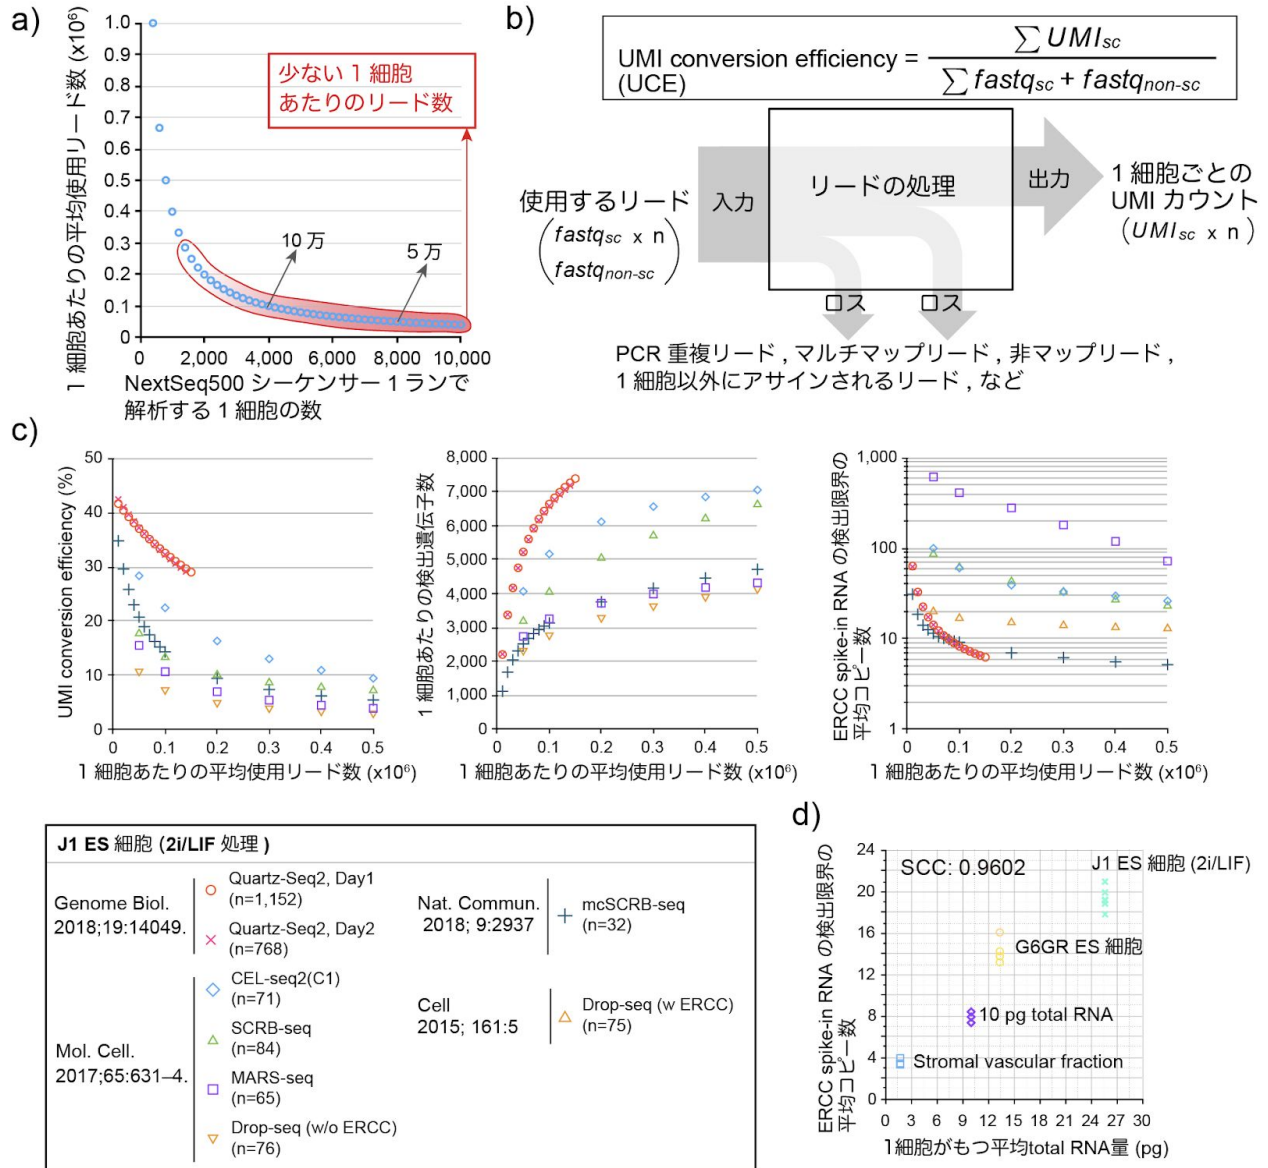 a)
1細胞あたりの平均使用リード数 (x10⁶)
1.0
0.9
0.8
0.7
0.6
0.5
0.4
0.3
0.2
0.1
0
少ない1細胞
あたりのリード数
10万
5万
0
2,000
4,000
6,000
8,000
10,000
NextSeq500 シーケンサー1ランで
解析する1細胞の数
b)
UMI conversion efficiency = ∑ UMIsc / ∑ fastqsc + fastqnon-sc
(UCE)
使用するリード
(fastqsc x n
fastqnon-sc)
入力
リードの処理
出力
1細胞ごとの
UMIカウント
(UMIsc x n)
ロス
ロス
PCR 重複リード , マルチマップリード , 非マップリード ,
1細胞以外にアサインされるリード , など
c)
UMI conversion efficiency (%)
50
40
30
20
10
0
0
0.1
0.2
0.3
0.4
0.5
1細胞あたりの平均使用リード数 (x10⁶)
1細胞あたりの検出遺伝子数
8,000
7,000
6,000
5,000
4,000
3,000
2,000
1,000
0
0
0.1
0.2
0.3
0.4
0.5
1細胞あたりの平均使用リード数 (x10⁶)
ERCC spike-in RNA の検出限界の
平均コピー数
1,000
100
10
1
0
0.1
0.2
0.3
0.4
0.5
1細胞あたりの平均使用リード数 (x10⁶)
J1 ES 細胞 (2i/LIF 処理 )
Genome Biol.
2018;19:14049.
Quartz-Seq2, Day1
(n=1,152)
Quartz-Seq2, Day2
(n=768)
Mol. Cell.
2017;65:631–4.
CEL-seq2(C1)
(n=71)
SCRB-seq
(n=84)
MARS-seq
(n=65)
Drop-seq (w/o ERCC)
(n=76)
Nat. Commun.
2018; 9:2937
mcSCRB-seq
(n=32)
Cell
2015; 161:5
Drop-seq (w ERCC)
(n=75)
d)
ERCC spike-in RNA の検出限界の
平均コピー数
24
20
16
12
8
4
0
SCC: 0.9602
J1 ES 細胞 (2i/LIF)
G6GR ES 細胞
10 pg total RNA
Stromal vascular fraction
0
3
6
9
12
15
18
21
24
27
30
1細胞がもつ平均total RNA量 (pg)